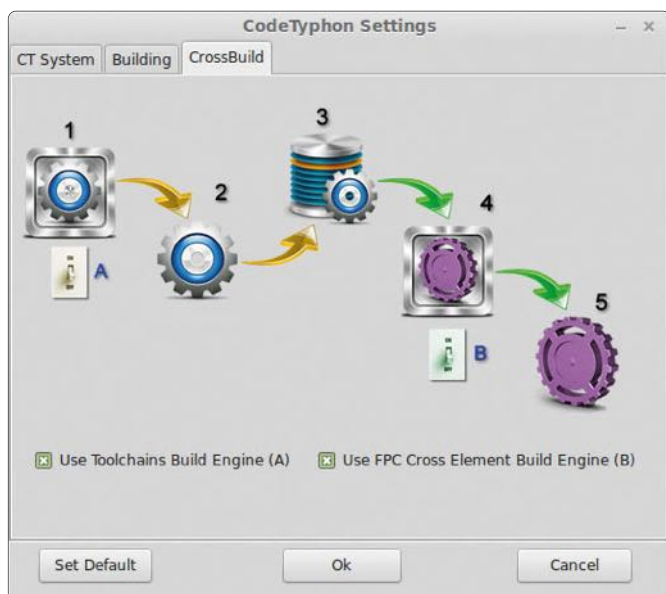 CodeTyphon Settings
CT System
Building
CrossBuild
1
2
3
4
5
A
B
Use Toolchains Build Engine (A)
Use FPC Cross Element Build Engine (B)
Set Default
Ok
Cancel